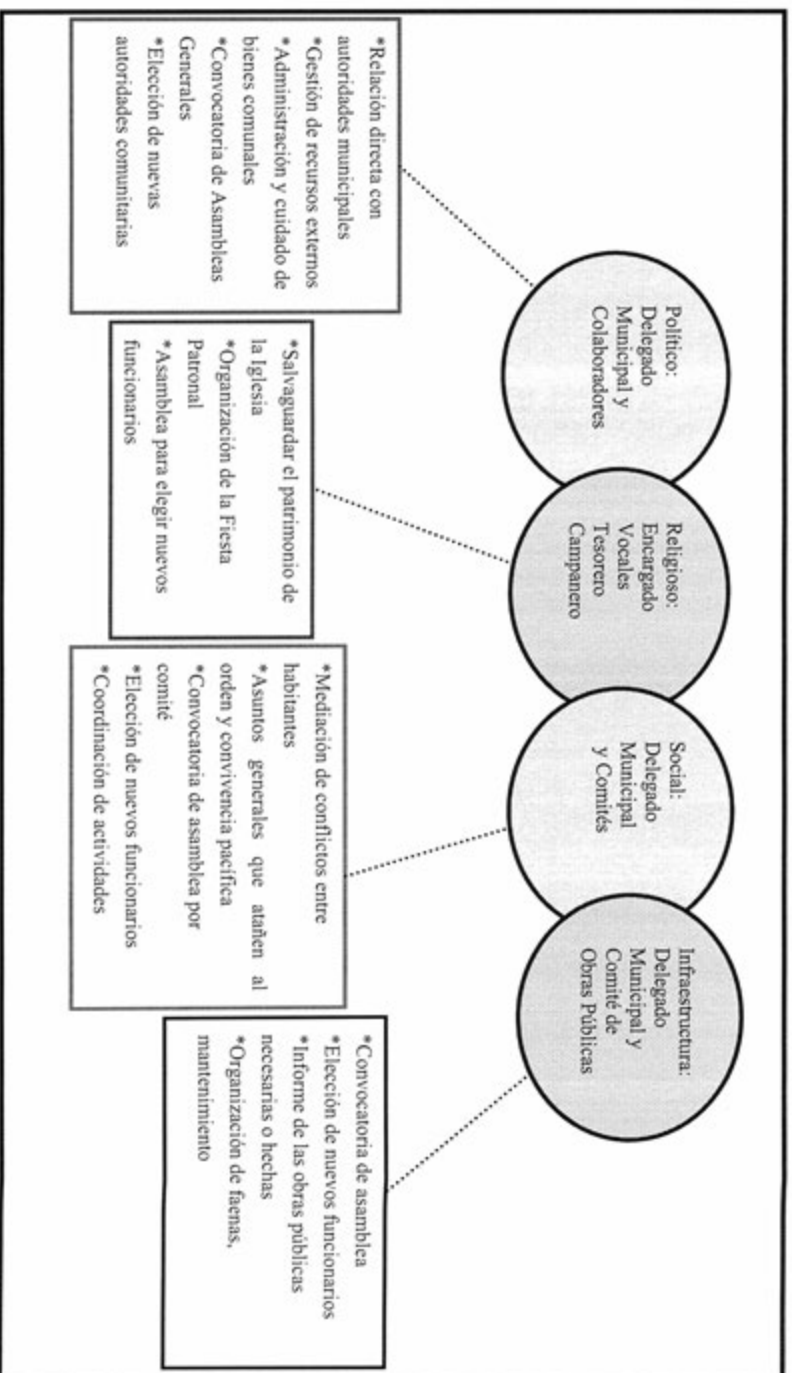 Político:
Delegado
Municipal y
Colaboradores
Religioso:
Encargado
Vocales
Tesorero
Campanero
Social:
Delegado
Municipal
y Comités
Infraestructura:
Delegado
Municipal y
Comité de
Obras Públicas
*Relación directa con
autoridades municipales
*Gestión de recursos externos
*Administración y cuidado de
bienes comunales
*Convocatoria de Asambleas
Generales
*Elección de nuevas
autoridades comunitarias
*Salvaguardar el patrimonio de
la Iglesia
*Organización de la Fiesta
Patronal
*Asamblea para elegir nuevos
funcionarios
*Mediación de conflictos entre
habitantes
*Asuntos generales que atañen al
orden y convivencia pacífica
*Convocatoria de asamblea por
comité
*Elección de nuevos funcionarios
*Coordinación de actividades
*Convocatoria de asamblea
*Elección de nuevos funcionarios
*Informe de las obras públicas
necesarias o hechas
*Organización de faenas,
mantenimiento